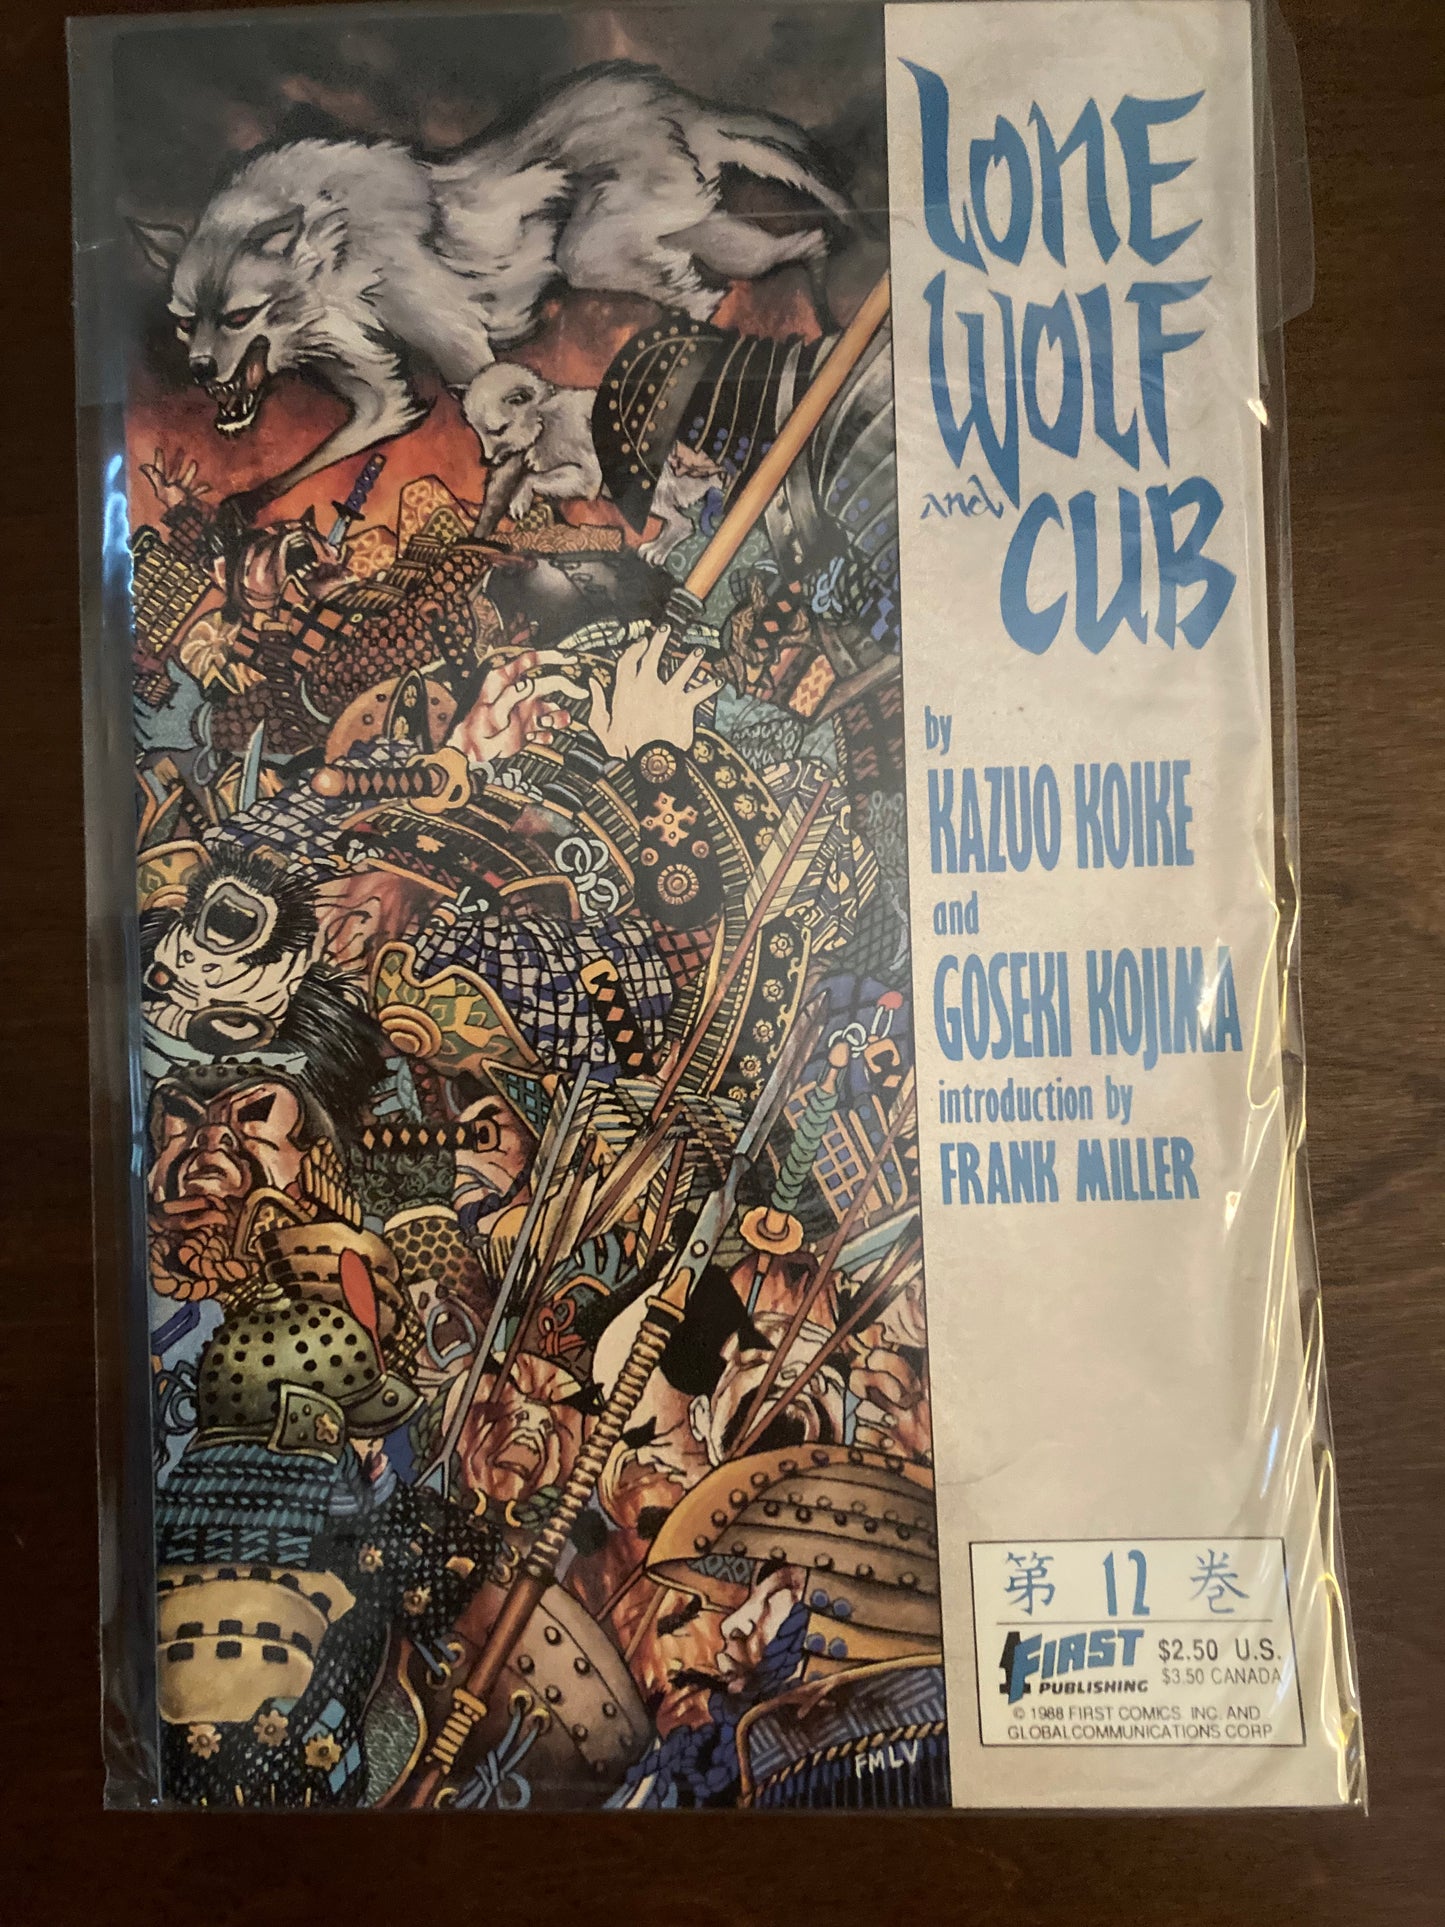 LONE
WOLF
and
CUB
by
KAZUO KOIKE
and
GOSEKI KOJIMA
introduction by
FRANK MILLER
第 12 巻
1FIRST
PUBLISHING
$2.50 U.S.
$3.50 CANADA
© 1988 FIRST COMICS, INC. AND
GLOBAL COMMUNICATIONS CORP.
FMLV